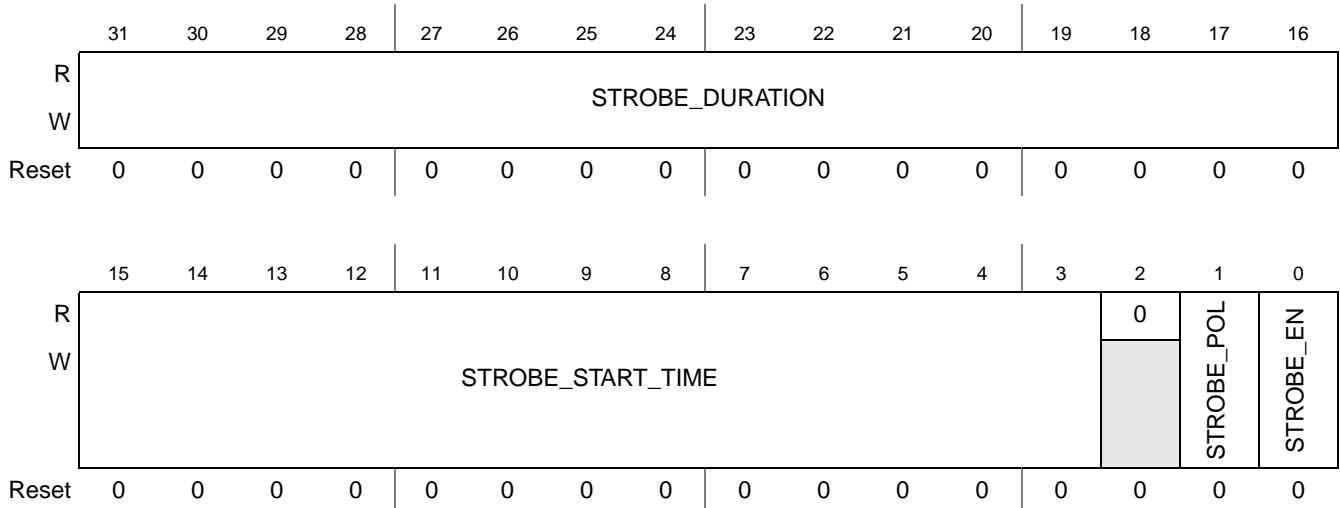 31 30 29 28 27 26 25 24 23 22 21 20 19 18 17 16
R
STROBE_DURATION
W
Reset 0 0 0 0 0 0 0 0 0 0 0 0 0 0 0 0
15 14 13 12 11 10 9 8 7 6 5 4 3 2 1 0
R 0
W
STROBE_START_TIME
STROBE_POL
STROBE_EN
Reset 0 0 0 0 0 0 0 0 0 0 0 0 0 0 0 0